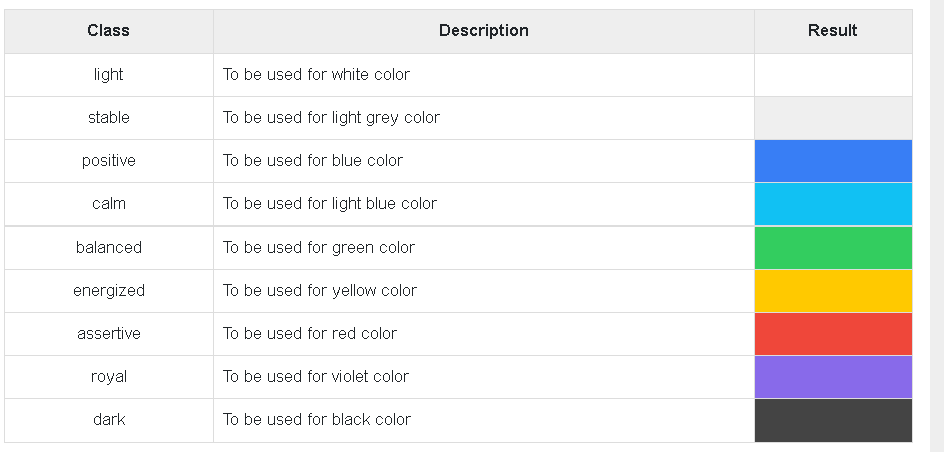 Class Description Result
light To be used for white color
stable To be used for light grey color
positive To be used for blue color
calm To be used for light blue color
balanced To be used for green color
energized To be used for yellow color
assertive To be used for red color
royal To be used for violet color
dark To be used for black color